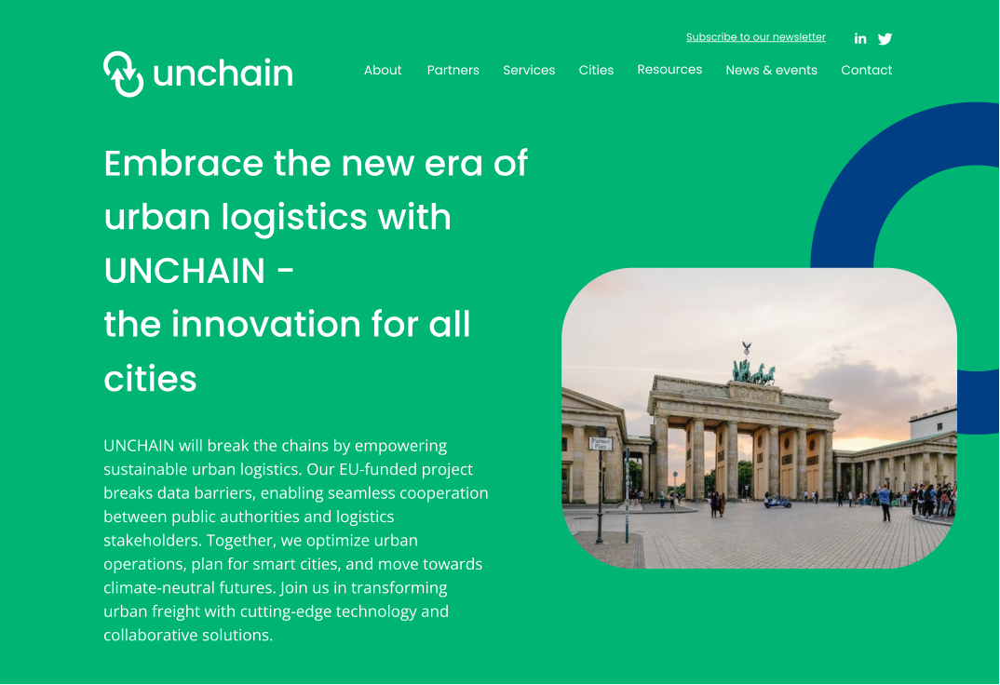 Subscribe to our newsletter
in
unchain
About Partners Services Cities Resources News & events Contact
Embrace the new era of
urban logistics with
UNCHAIN -
the innovation for all
cities
UNCHAIN will break the chains by empowering
sustainable urban logistics. Our EU-funded project
breaks data barriers, enabling seamless cooperation
between public authorities and logistics
stakeholders. Together, we optimize urban
operations, plan for smart cities, and move towards
climate-neutral futures. Join us in transforming
urban freight with cutting-edge technology and
collaborative solutions.
Pariser
Platz